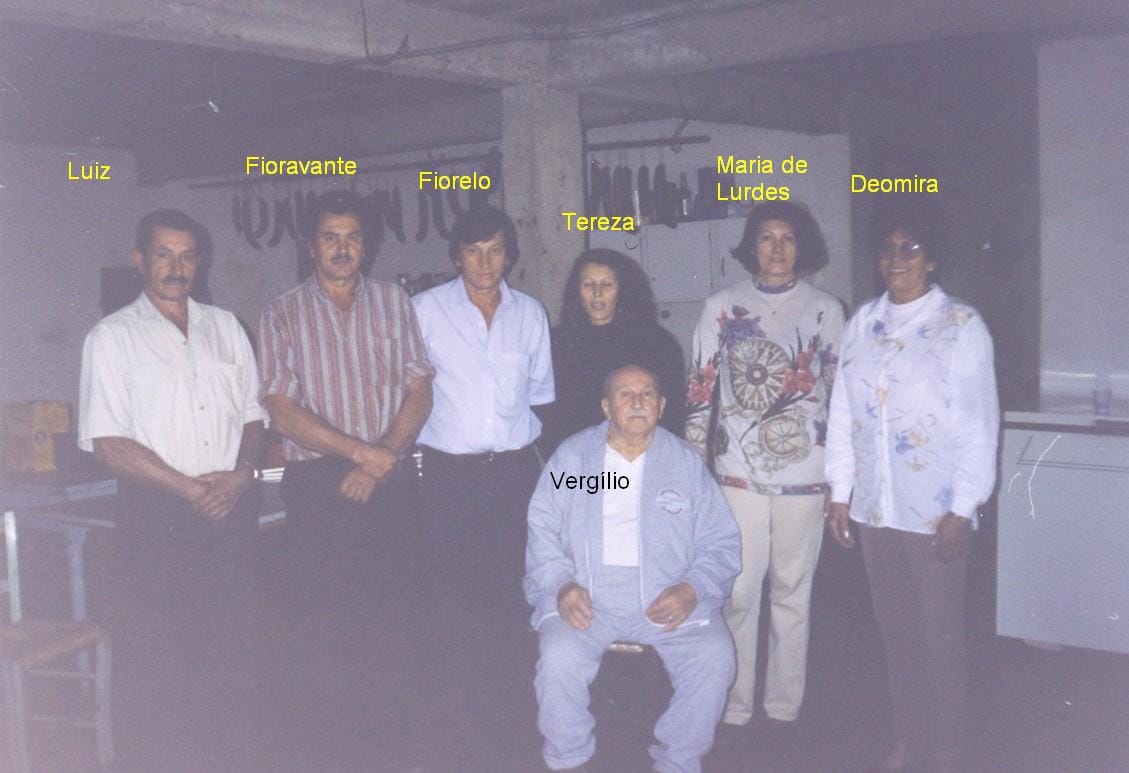 Luiz
Fioravante
Fiorelo
Tereza
Maria de
Lurdes
Deomira
Vergílio